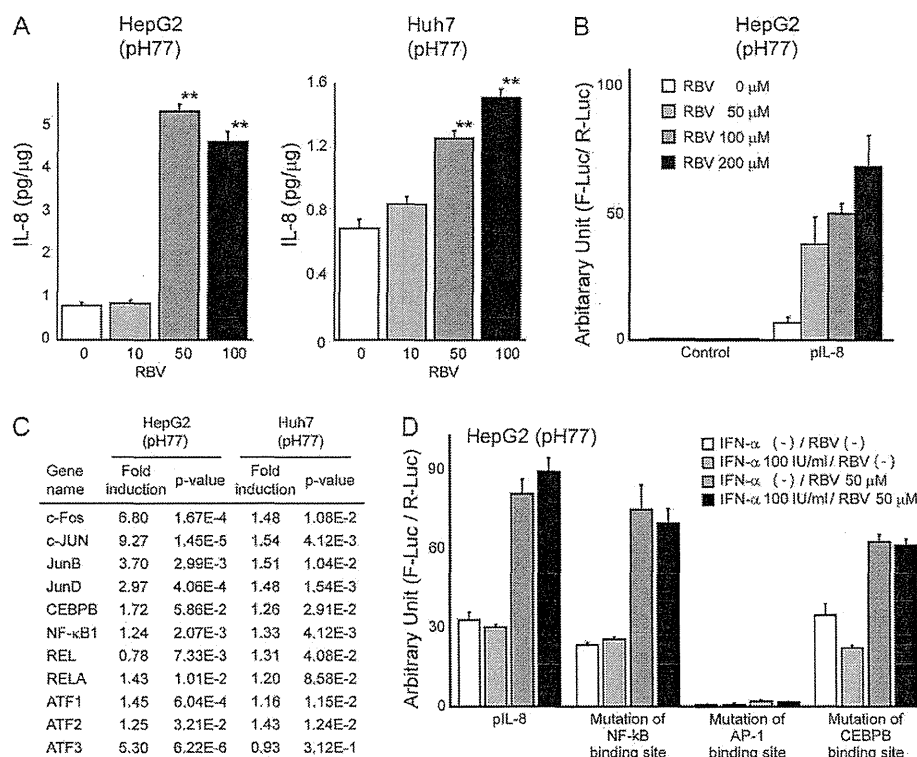 A
HepG2
(pH77)
IL-8 (pg/μg)
5
4
3
2
1
0
**
**
0 10 50 100
RBV
Huh7
(pH77)
IL-8 (pg/μg)
1.6
1.2
0.8
0.4
0
**
**
0 10 50 100
RBV
B
HepG2
(pH77)
Arbitarary Unit (F-Luc/ R-Luc)
100
50
0
RBV 0 μM
RBV 50 μM
RBV 100 μM
RBV 200 μM
Control pIL-8
C
HepG2 Huh7
(pH77) (pH77)
Gene name Fold induction p-value Fold induction p-value
c-Fos 6.80 1.67E-4 1.48 1.08E-2
c-JUN 9.27 1.45E-5 1.54 4.12E-3
JunB 3.70 2.99E-3 1.51 1.04E-2
JunD 2.97 4.06E-4 1.48 1.54E-3
CEBPB 1.72 5.86E-2 1.26 2.91E-2
NF-κB1 1.24 2.07E-3 1.33 4.12E-3
REL 0.78 7.33E-3 1.31 4.08E-2
RELA 1.43 1.01E-2 1.20 8.58E-2
ATF1 1.45 6.04E-4 1.16 1.15E-2
ATF2 1.25 3.21E-2 1.43 1.24E-2
ATF3 5.30 6.22E-6 0.93 3.12E-1
D
HepG2 (pH77)
Arbitrary Unit (F-Luc / R-Luc)
90
60
30
0
IFN-α (-) / RBV (-)
IFN-α 100 IU/ml / RBV (-)
IFN-α (-) / RBV 50 μM
IFN-α 100 IU/ml / RBV 50 μM
pIL-8
Mutation of
NF-kB
binding site
Mutation of
AP-1
binding site
Mutation of
CEBPB
binding site